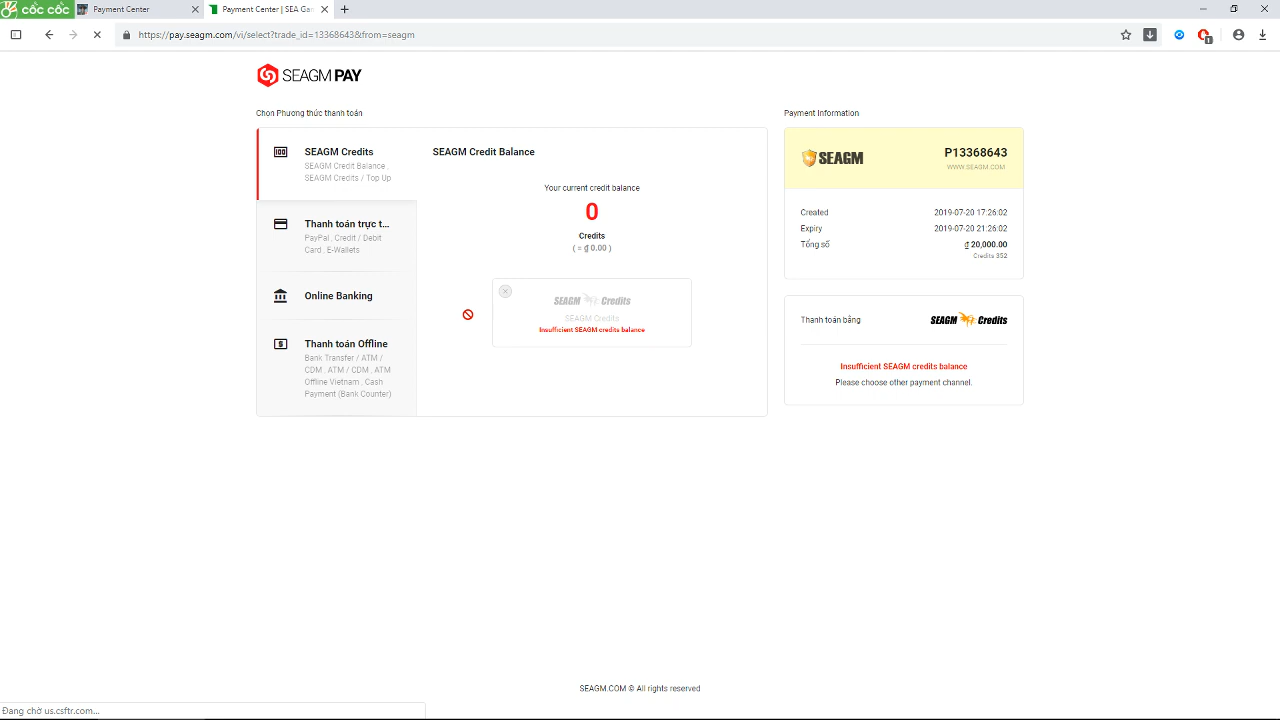 cốc cốc
Payment Center
Payment Center | SEA Gam
https://pay.seagm.com/vi/select?trade_id=13368643&from=seagm
1
SEAGM PAY
Chọn Phương thức thanh toán
SEAGM Credits
SEAGM Credit Balance ,
SEAGM Credits / Top Up
Thanh toán trực t...
PayPal , Credit / Debit
Card , E-Wallets
Online Banking
Thanh toán Offline
Bank Transfer / ATM /
CDM , ATM / CDM , ATM
Offline Vietnam , Cash
Payment (Bank Counter)
SEAGM Credit Balance
Your current credit balance
0
Credits
( ≈ ₫ 0.00 )
SEAGM Credits
SEAGM Credits
Insufficient SEAGM credits balance
Payment Information
SEAGM
P13368643
WWW.SEAGM.COM
Created 2019-07-20 17:26:02
Expiry 2019-07-20 21:26:02
Tổng số ₫ 20,000.00
Credits 352
Thanh toán bằng SEAGM Credits
Insufficient SEAGM credits balance
Please choose other payment channel.
SEAGM.COM © All rights reserved
Đang chờ us.csftr.com...